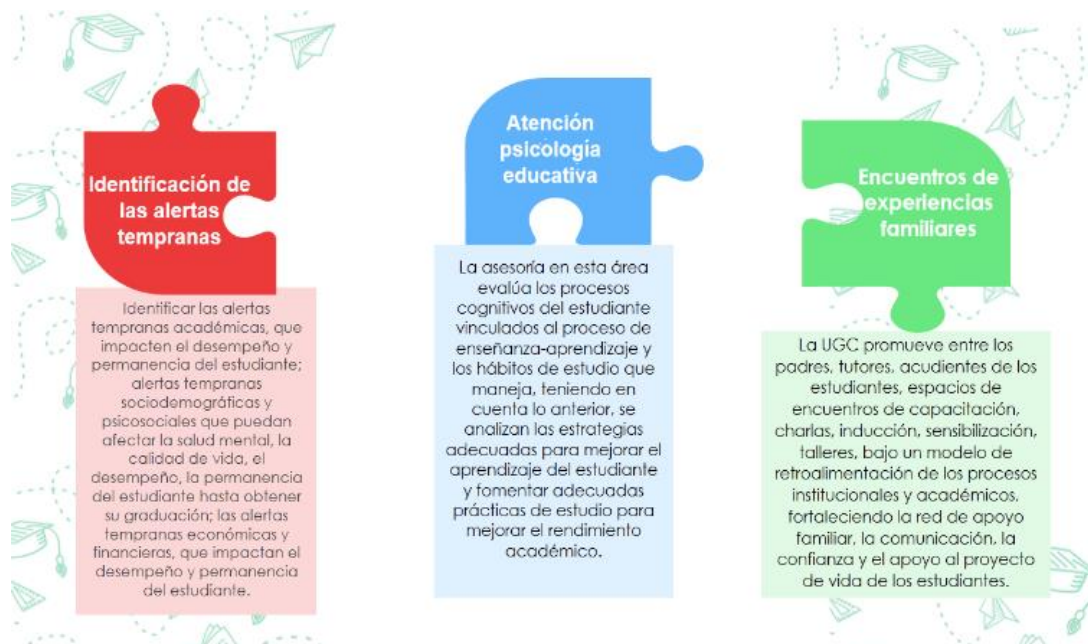 Identificación de
las alertas
tempranas
Identificar las alertas
tempranas académicas, que
impacten el desempeño y
permanencia del estudiante;
alertas tempranas
sociodemográficas y
psicosociales que puedan
afectar la salud mental, la
calidad de vida, el
desempeño, la permanencia
del estudiante hasta obtener
su graduación; las alertas
tempranas económicas y
financieras, que impactan el
desempeño y permanencia
del estudiante.
Atención
psicología
educativa
La asesoría en esta área
evalúa los procesos
cognitivos del estudiante
vinculados al proceso de
enseñanza-aprendizaje y
los hábitos de estudio que
maneja, teniendo en
cuenta lo anterior, se
analizan las estrategias
adecuadas para mejorar el
aprendizaje del estudiante
y fomentar adecuadas
prácticas de estudio para
mejorar el rendimiento
académico.
Encuentros de
experiencias
familiares
La UGC promueve entre los
padres, tutores, acudientes de los
estudiantes, espacios de
encuentros de capacitación,
charlas, inducción, sensibilización,
talleres, bajo un modelo de
retroalimentación de los procesos
institucionales y académicos,
fortaleciendo la red de apoyo
familiar, la comunicación, la
confianza y el apoyo al proyecto
de vida de los estudiantes.